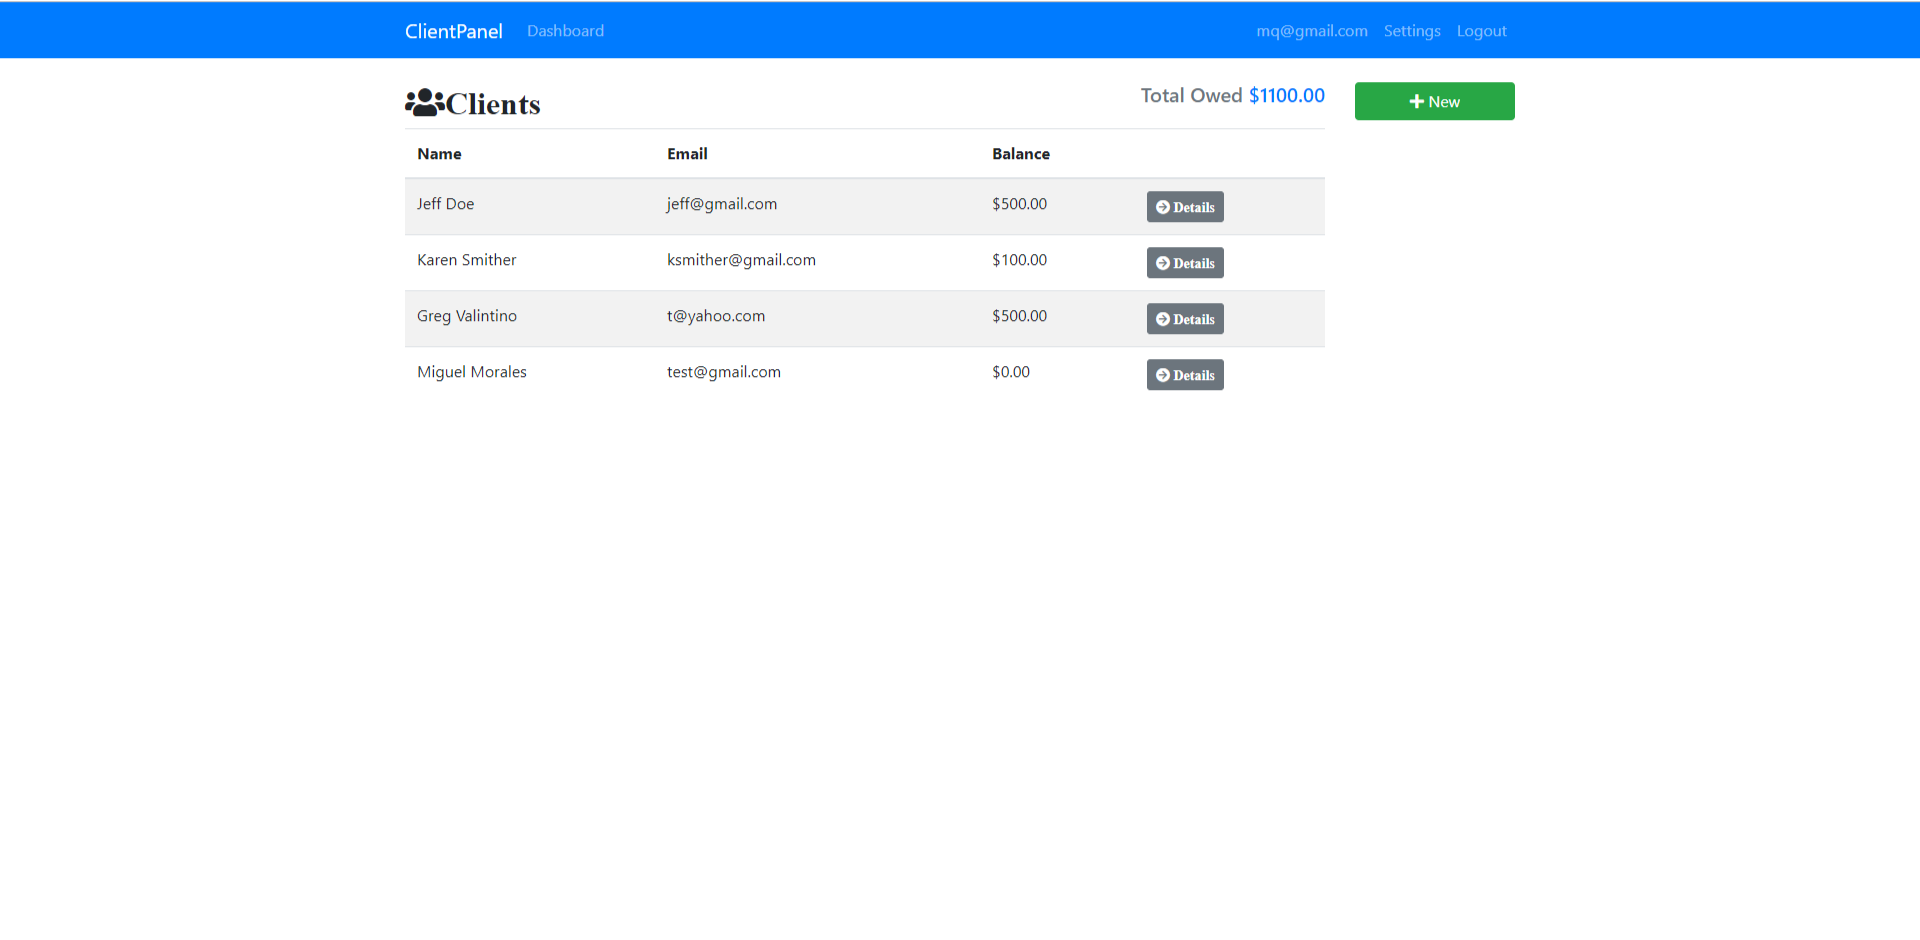 ClientPanel Dashboard mq@gmail.com Settings Logout
Clients Total Owed $1100.00 New
Name Email Balance
Jeff Doe jeff@gmail.com $500.00 Details
Karen Smither ksmither@gmail.com $100.00 Details
Greg Valintino t@yahoo.com $500.00 Details
Miguel Morales test@gmail.com $0.00 Details